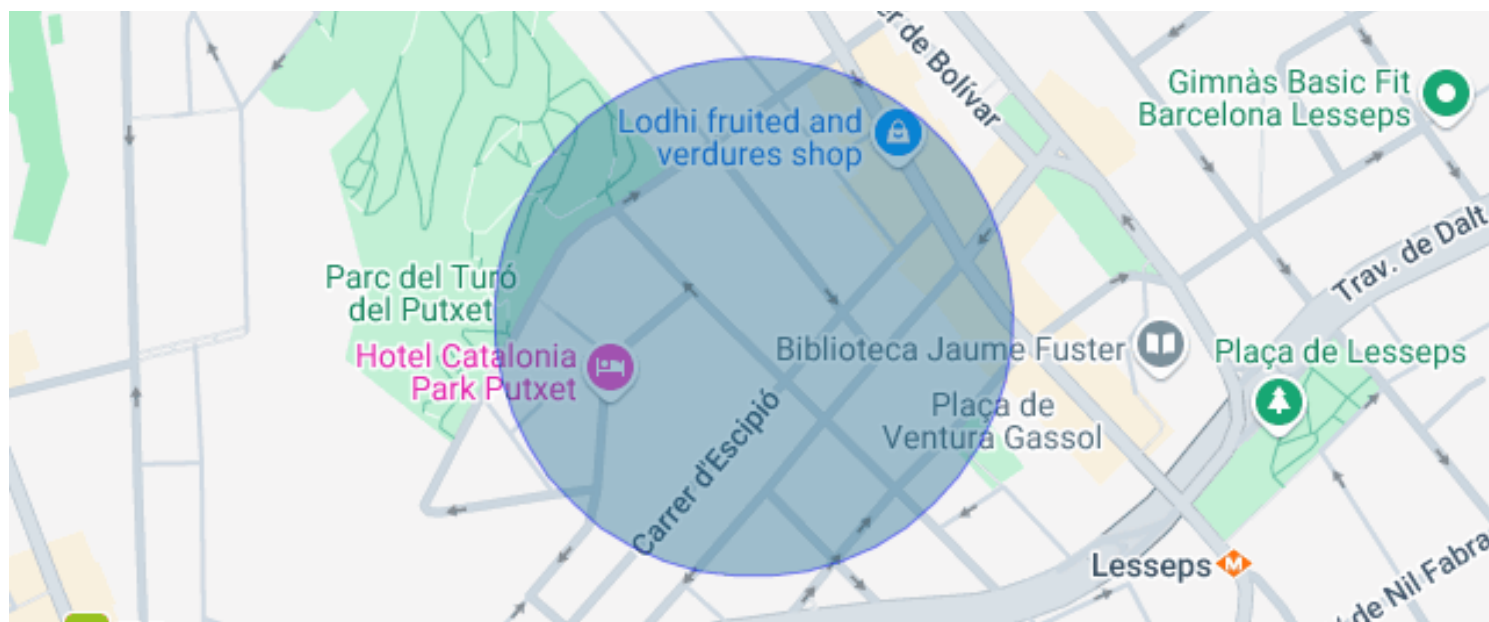 er de Bolívar
Gimnàs Basic Fit
Barcelona Lesseps
Lodhi fruited and
verdures shop
Trav. de Dalt
Parc del Turó
del Putxet
Hotel Catalonia
Park Putxet
Biblioteca Jaume Fuster
Plaça de Lesseps
Plaça de
Ventura Gassol
Carrer d'Escipió
Lesseps
M
de Nil Fabra